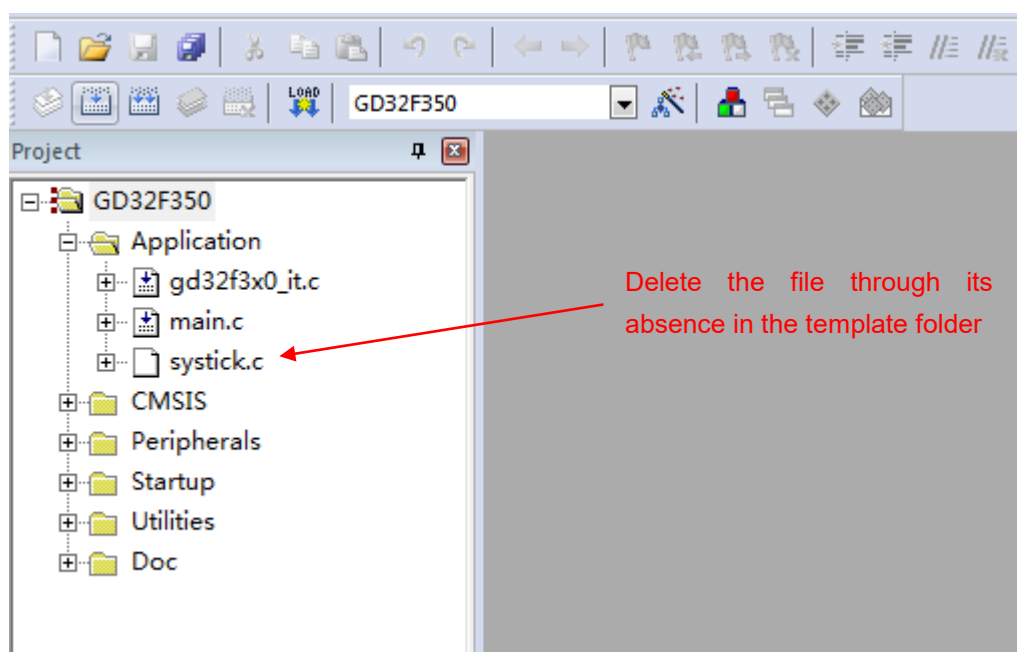 LOAD
GD32F350
Project
GD32F350
Application
gd32f3x0_it.c
main.c
systick.c
CMSIS
Peripherals
Startup
Utilities
Doc
Delete the file through its
absence in the template folder